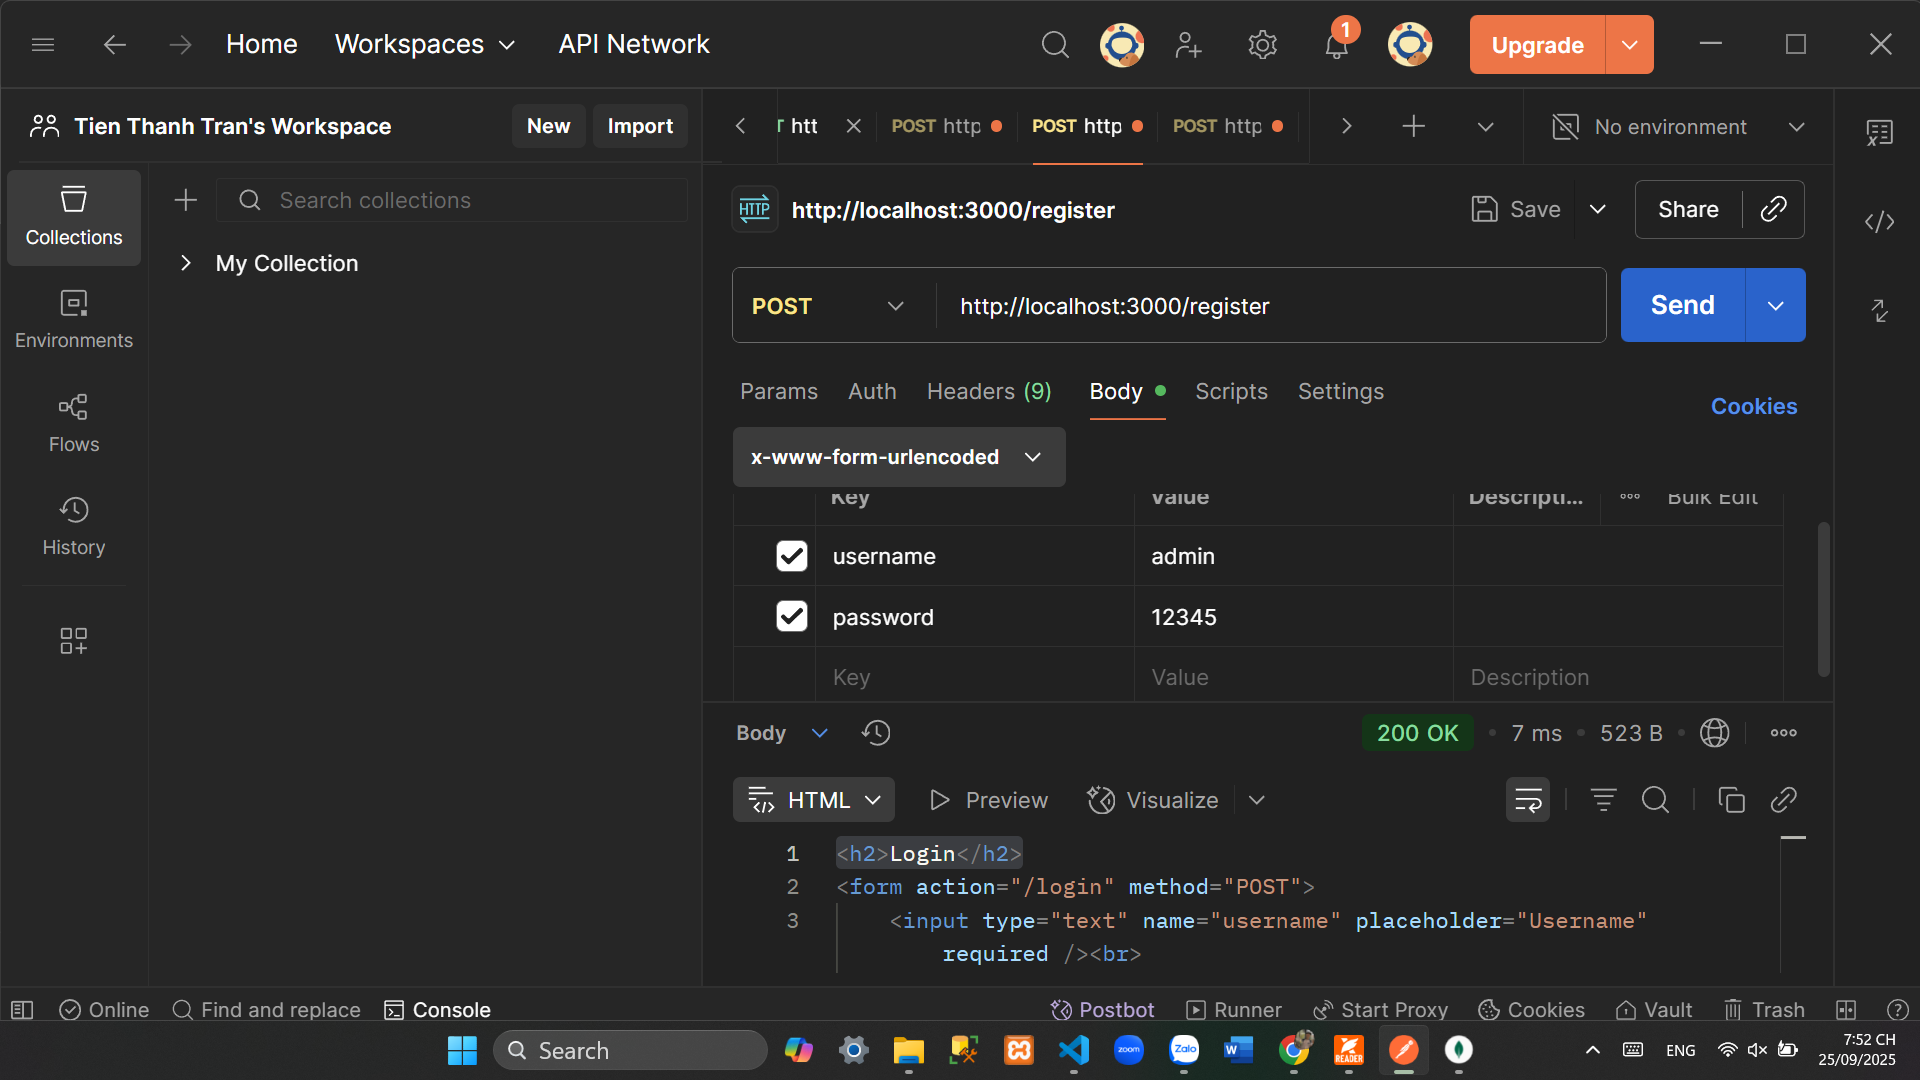 Home
Workspaces
API Network
1
Upgrade
Tien Thanh Tran's Workspace
New
Import
T htt
POST http
POST http
POST http
No environment
Collections
Environments
Flows
History
Search collections
My Collection
HTTP
http://localhost:3000/register
Save
Share
POST
http://localhost:3000/register
Send
Params
Auth
Headers (9)
Body
Scripts
Settings
Cookies
x-www-form-urlencoded
Key
Value
Descripti...
Bulk Edit
username
admin
password
12345
Key
Value
Description
Body
200 OK
7 ms
523 B
HTML
Preview
Visualize
1 <h2>Login</h2>
2 <form action="/login" method="POST">
3 <input type="text" name="username" placeholder="Username"
required /><br>
Online
Find and replace
Console
Postbot
Runner
Start Proxy
Cookies
Vault
Trash
Search
zoom
Zalo
W
READER
ENG
7:52 CH
25/09/2025